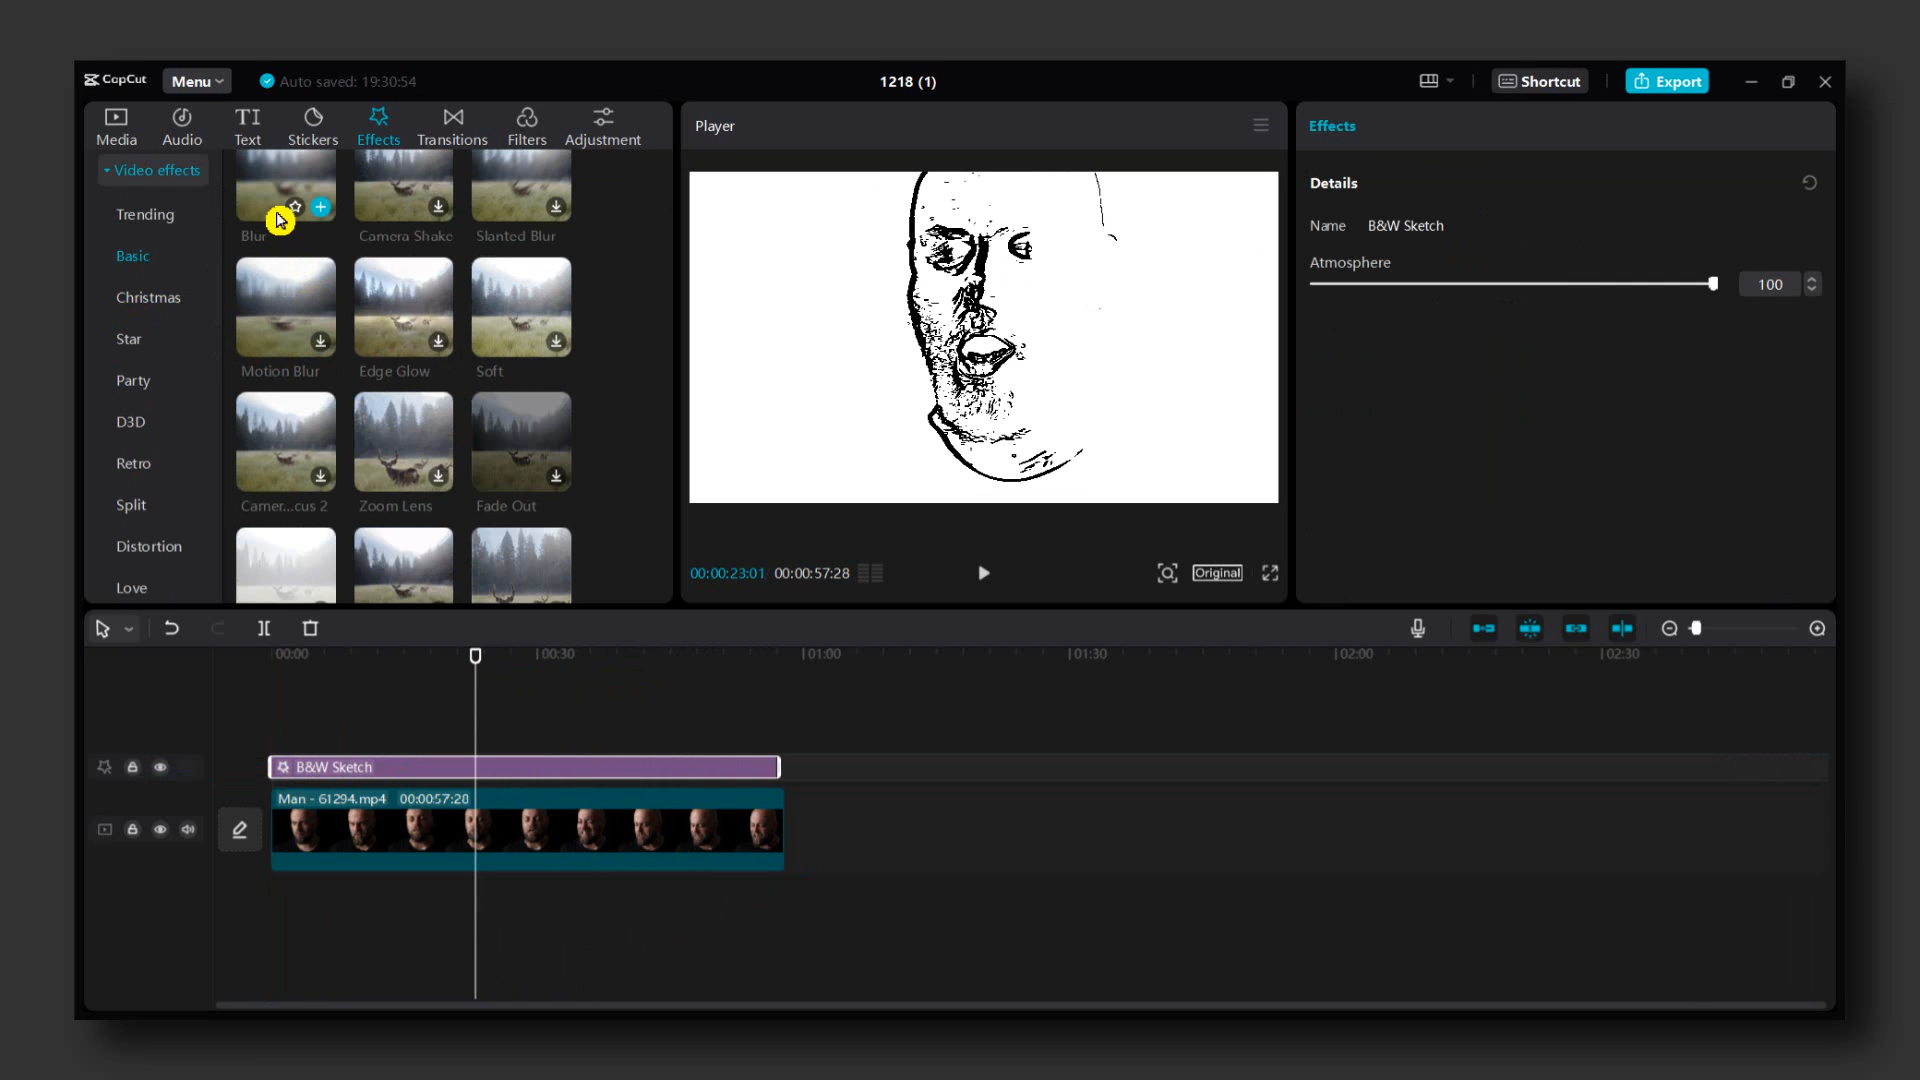 CapCut
Menu
Auto saved: 19:30:54
1218 (1)
Shortcut
Export
Media
Audio
TI
Text
Stickers
Effects
Transitions
Filters
Adjustment
Player
Effects
Video effects
Trending
Basic
Christmas
Star
Party
D3D
Retro
Split
Distortion
Love
Blur
Camera Shake
Slanted Blur
Motion Blur
Edge Glow
Soft
Camer...cus 2
Zoom Lens
Fade Out
Details
Name B&W Sketch
Atmosphere
100
00:00:23:01 00:00:57:28
Original
00:00
00:30
01:00
01:30
02:00
02:30
B&W Sketch
Man - 61294.mp4 00:00:57:28